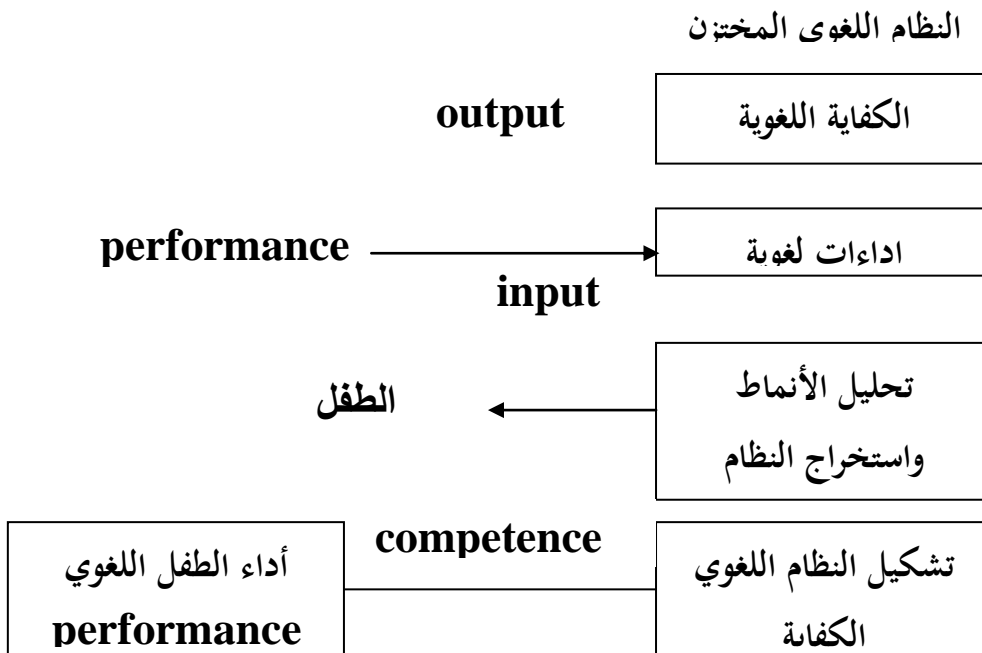 النظام اللغوي المختزن
الكفاية اللغوية
output
اداءات لغوية
performance
input
تحليل الأنماط
واستخراج النظام
الطفل
competence
تشكيل النظام اللغوي
الكفاية
أداء الطفل اللغوي
performance